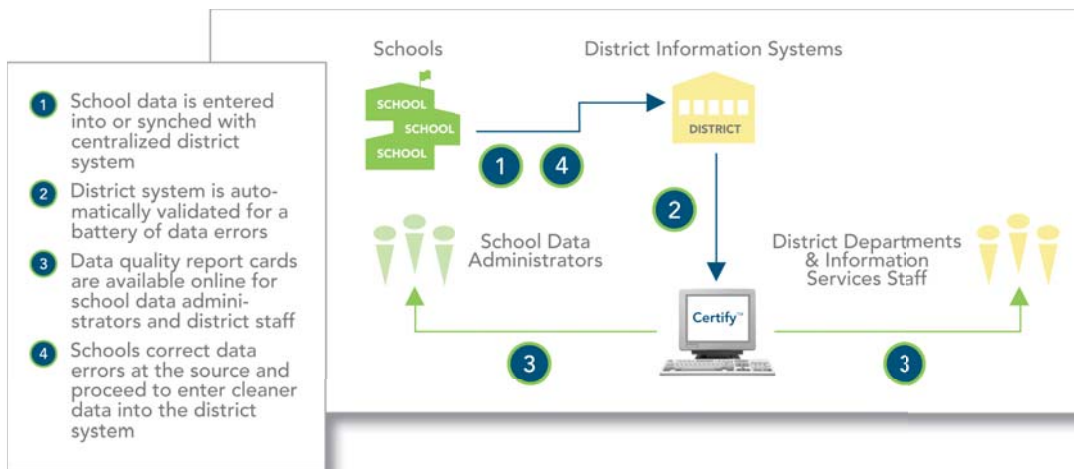 1 School data is entered
into or synched with
centralized district
system
2 District system is auto-
matically validated for a
battery of data errors
3 Data quality report cards
are available online for
school data admini-
strators and district staff
4 Schools correct data
errors at the source and
proceed to enter cleaner
data into the district
system
Schools
District Information Systems
SCHOOL
SCHOOL
SCHOOL
DISTRICT
1 4
2
School Data
Administrators
District Departments
& Information
Services Staff
Certify™
3
3